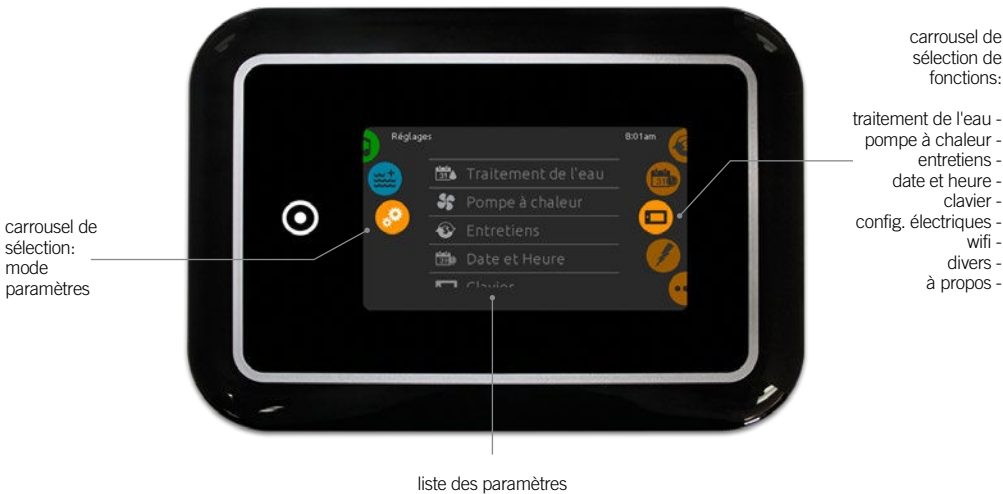 carrousel de
sélection de
fonctions:
traitement de l'eau -
pompe à chaleur -
entretiens -
date et heure -
clavier -
config. électriques -
wifi -
divers -
à propos -
Réglages
8:01am
Traitement de l'eau
Pompe à chaleur
Entretiens
Date et Heure
Clavier
carrousel de
sélection:
mode
paramètres
liste des paramètres